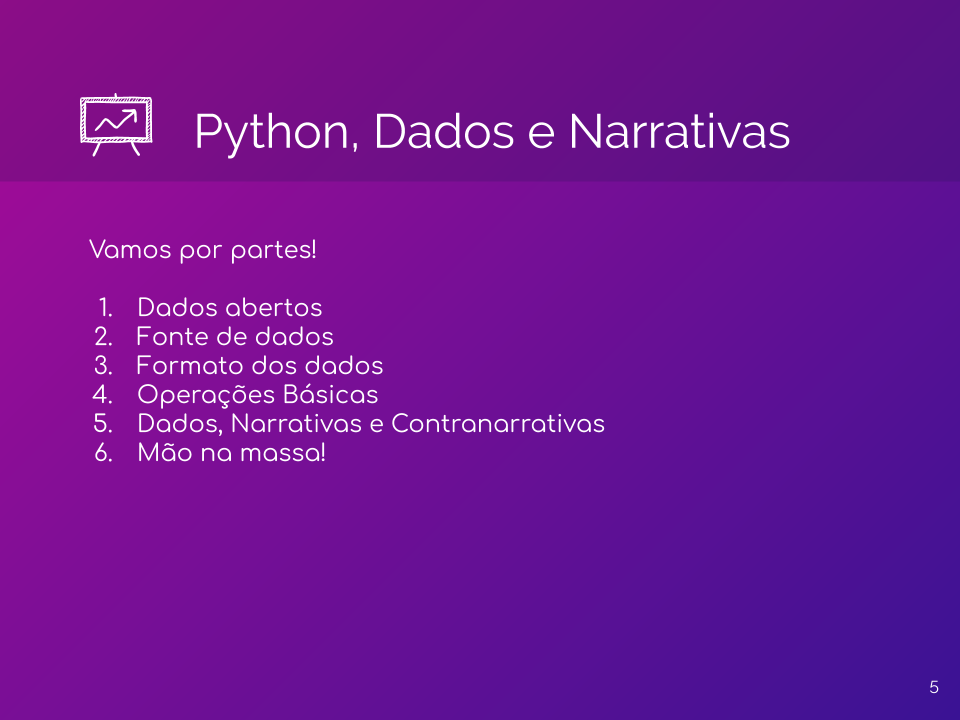 Python, Dados e Narrativas
Vamos por partes!
1. Dados abertos
2. Fonte de dados
3. Formato dos dados
4. Operações Básicas
5. Dados, Narrativas e Contranarrativas
6. Mão na massa!
5